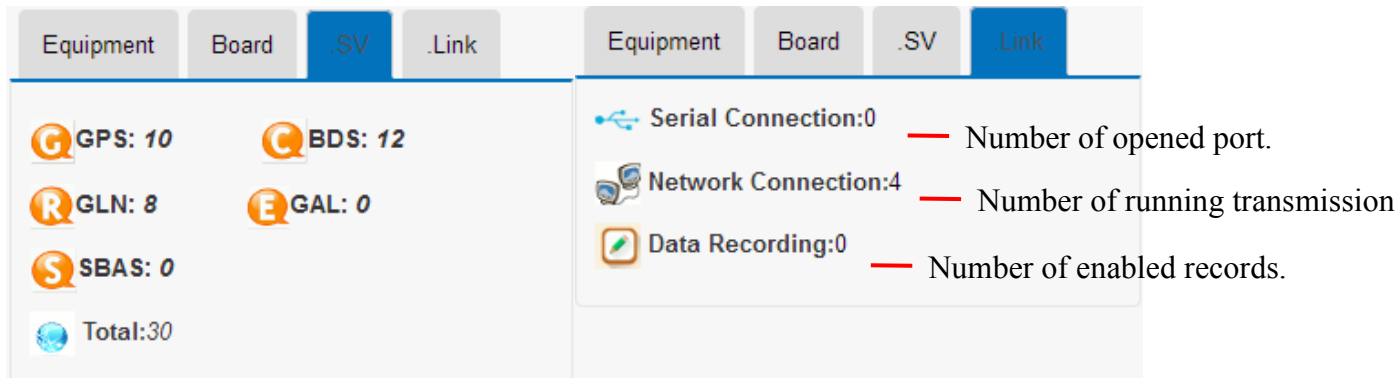 Equipment Board .SV .Link
G GPS: 10 C BDS: 12
R GLN: 8 E GAL: 0
S SBAS: 0
Total:30
Equipment Board .SV .Link
Serial Connection:0
Number of opened port.
Network Connection:4
Number of running transmission
Data Recording:0
Number of enabled records.